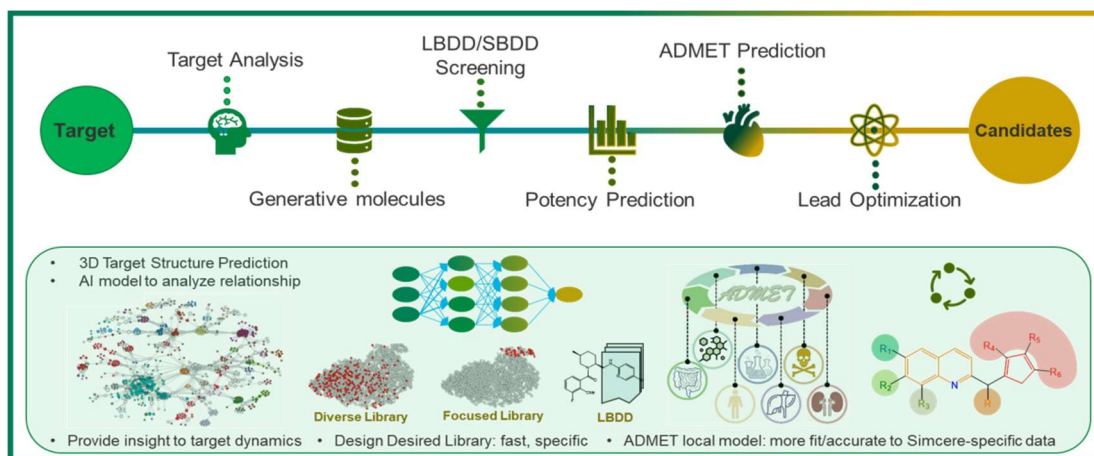 Target Analysis
LBDD/SBDD
Screening
ADMET Prediction
Target
Candidates
Generative molecules
Potency Prediction
Lead Optimization
• 3D Target Structure Prediction
• AI model to analyze relationship
ADMET
R1
R2
R3
N
R
R4
R5
R6
Diverse Library
Focused Library
LBDD
• Provide insight to target dynamics
• Design Desired Library: fast, specific
• ADMET local model: more fit/accurate to Simcere-specific data